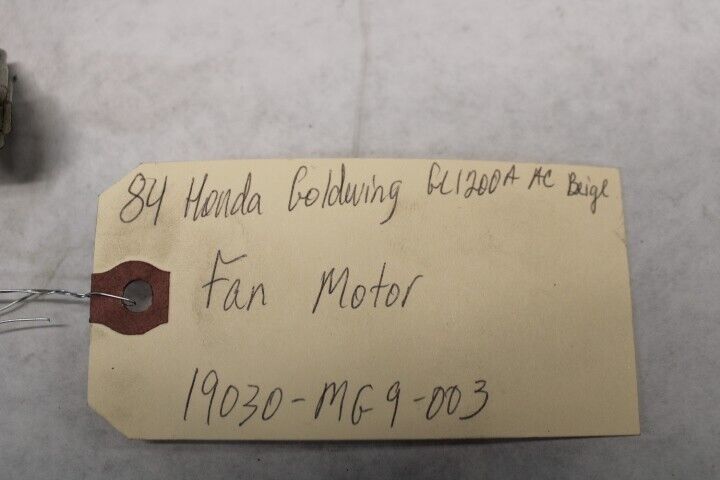 84 Honda Goldwing GL1200A AC Beige
Fan Motor
19030-MG9-003